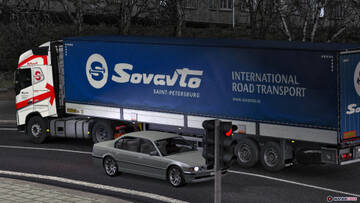 Sovavto
SAINT-PETERSBURG
INTERNATIONAL
ROAD TRANSPORT